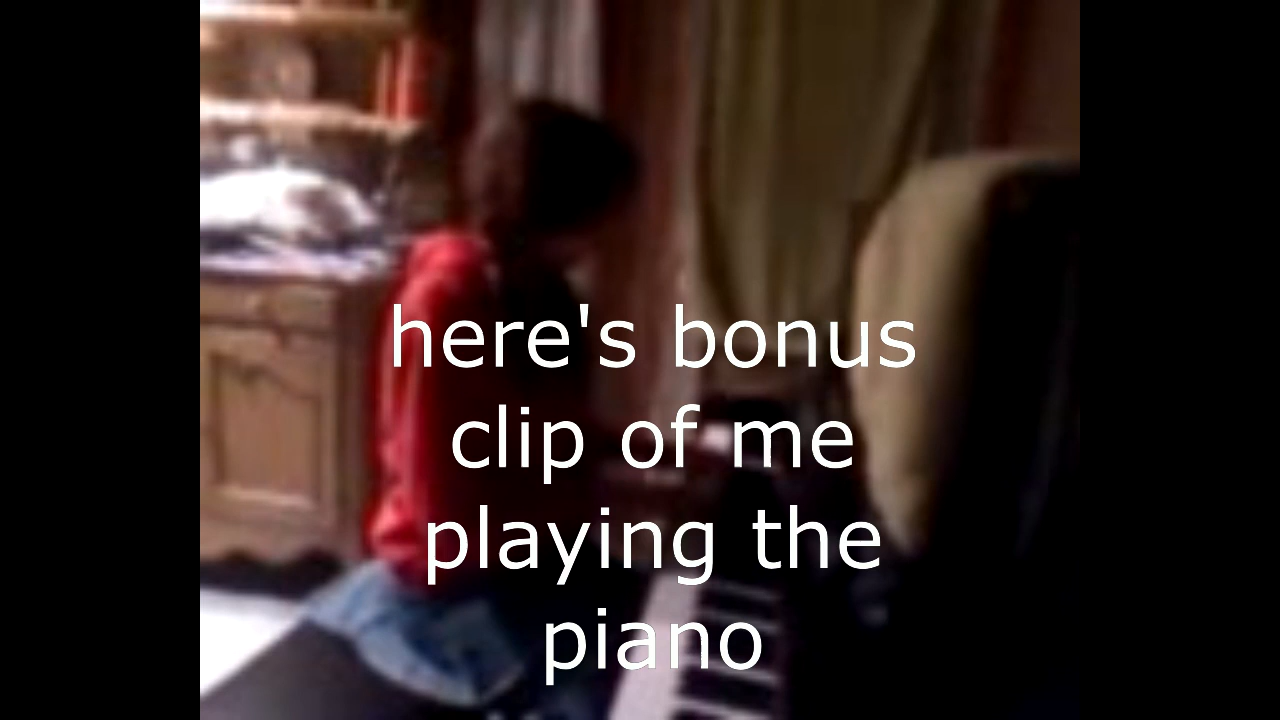 here's bonus
clip of me
playing the
piano